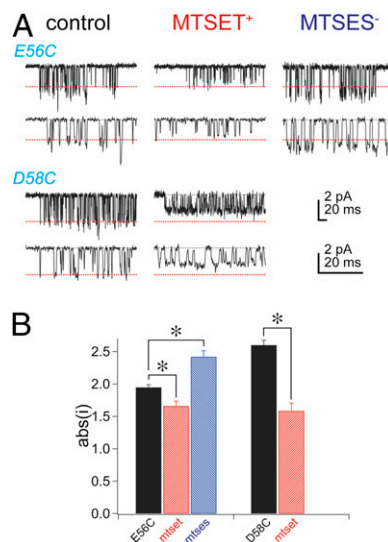 A control MTSET+ MTSES-
E56C
D58C
2 pA
20 ms
2 pA
20 ms
B
* * *
abs(i)
2.5
2.0
1.5
1.0
0.5
0.0
E56C mtset mtses D58C mtset